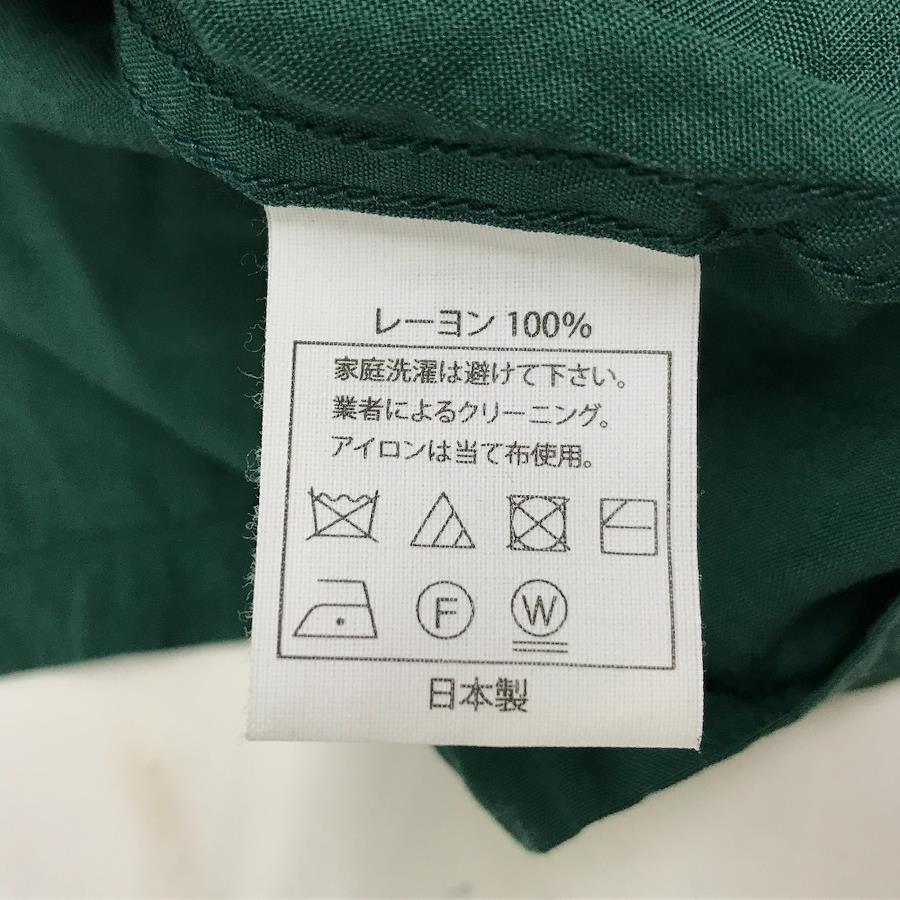 レーヨン 100%
家庭洗濯は避けて下さい。
業者によるクリーニング。
アイロンは当て布使用。
F W
日本製